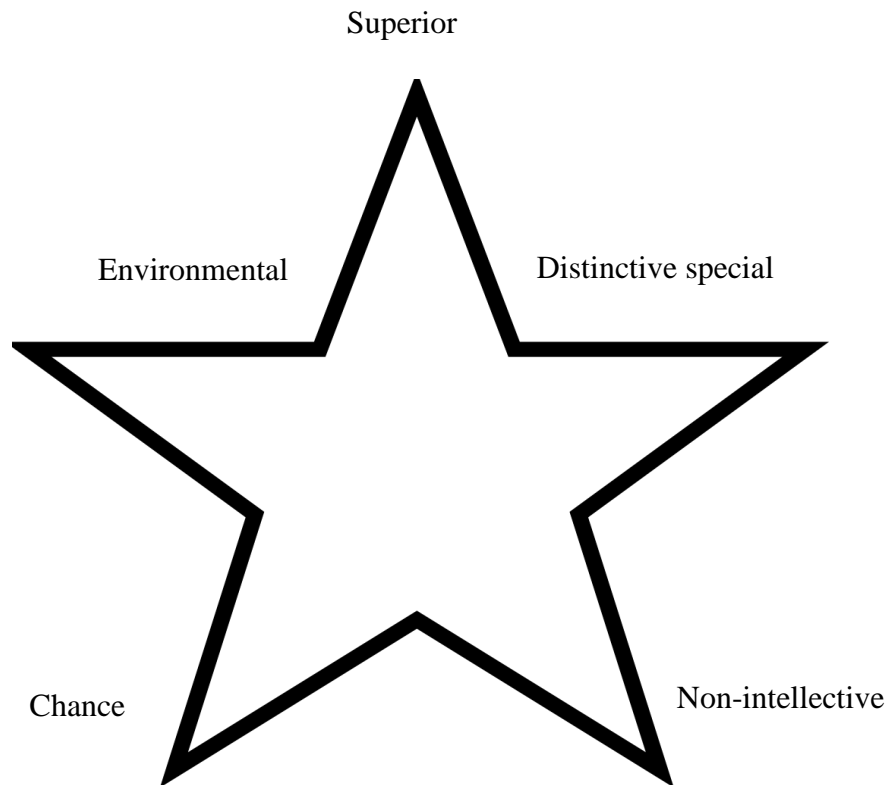 Superior
Environmental
Distinctive special
Chance
Non-intellective